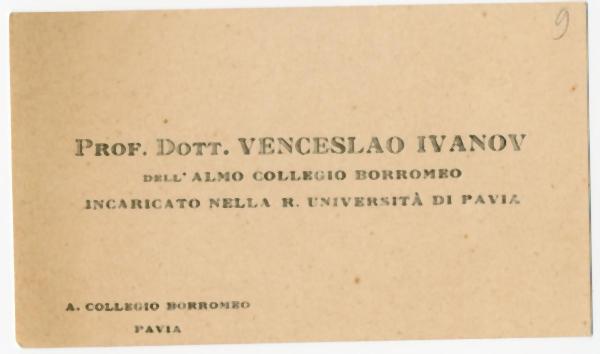 9
PROF. DOTT. VENCESLAO IVANOV
DELL' ALMO COLLEGIO BORROMEO
INCARICATO NELLA R. UNIVERSITÀ DI PAVIA
A. COLLEGIO BORROMEO
PAVIA